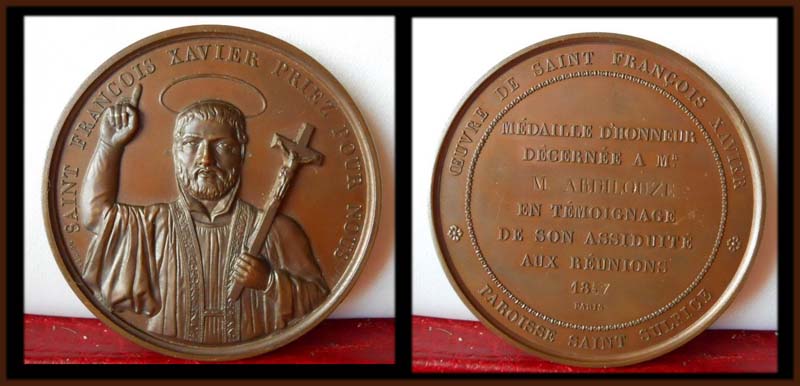 SAINT FRANÇOIS XAVIER PRIEZ POUR NOUS
ŒUVRE DE SAINT FRANÇOIS XAVIER
MÉDAILLE D'HONNEUR
DÉCERNÉE A Mr
M.
EN TÉMOIGNAGE
DE SON ASSIDUITÉ
AUX RÉUNIONS
PARIS
PAROISSE SAINT SULPICE